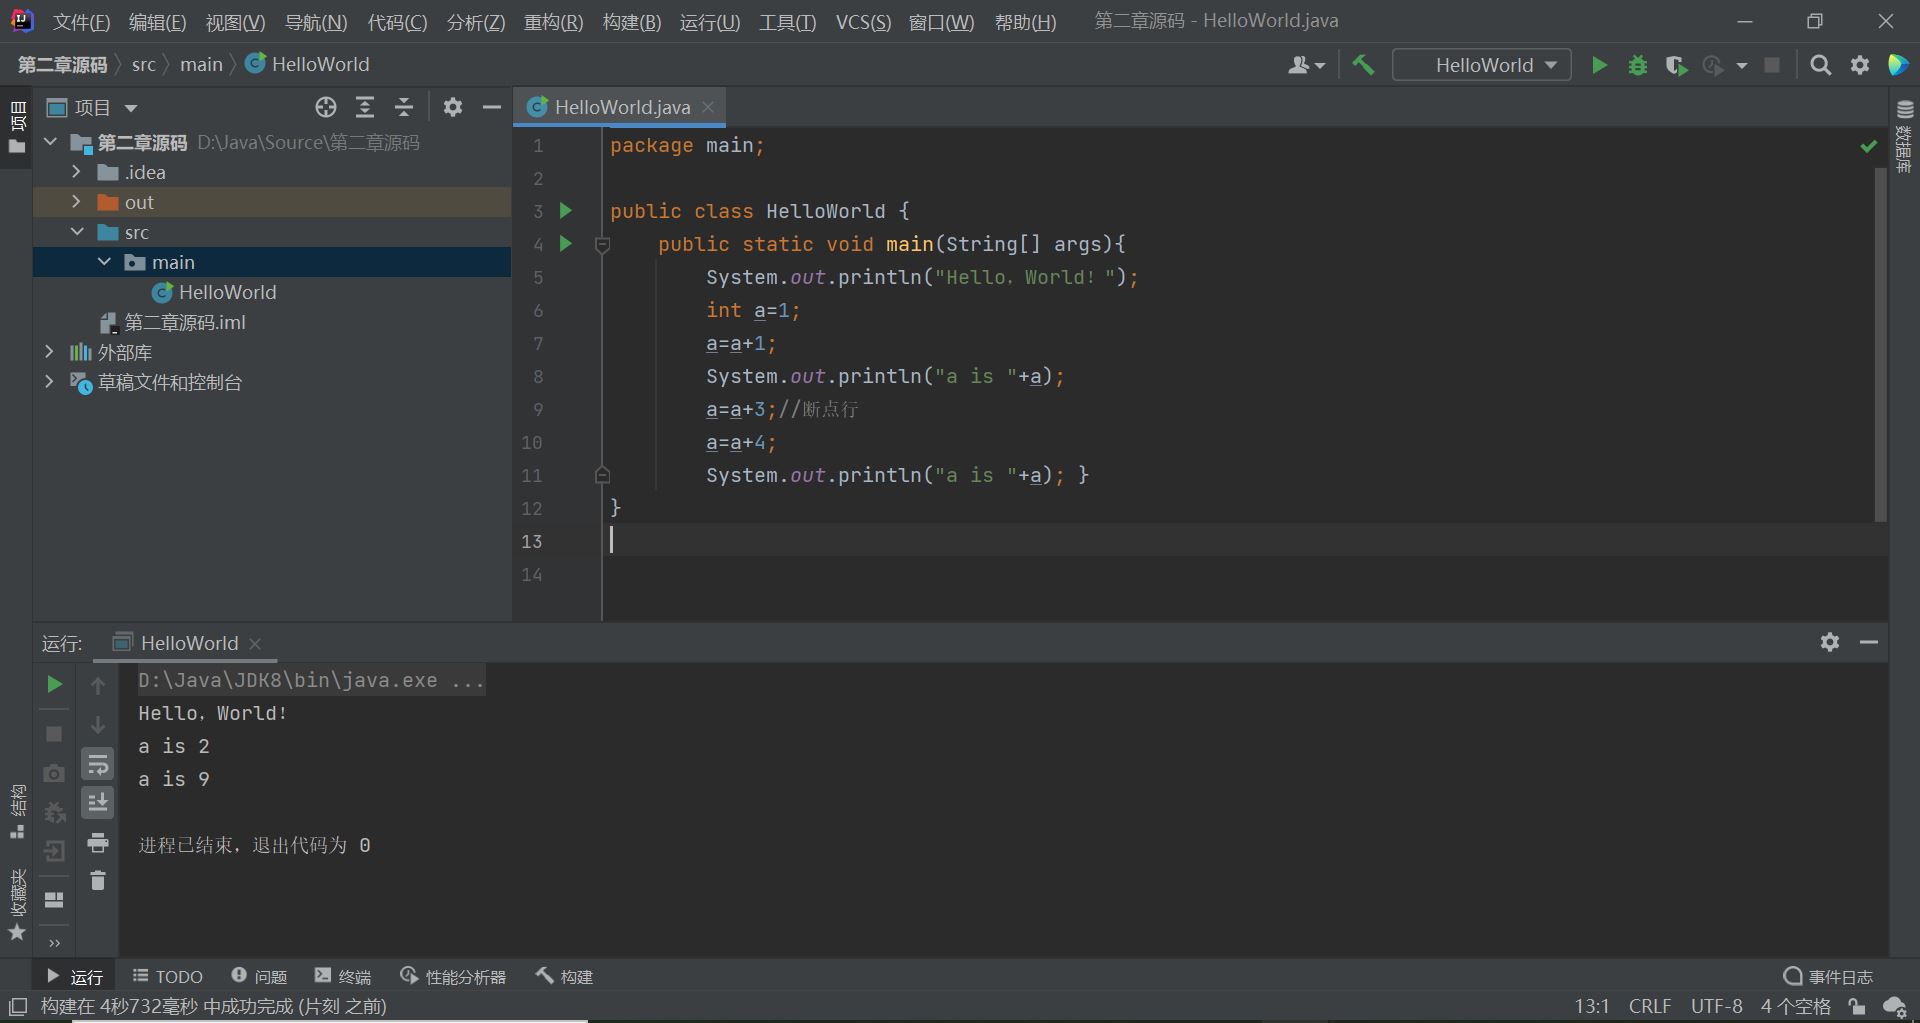 文件(F) 编辑(E) 视图(V) 导航(N) 代码(C) 分析(Z) 重构(R) 构建(B) 运行(U) 工具(T) VCS(S) 窗口(W) 帮助(H) 第二章源码 - HelloWorld.java
第二章源码 src main HelloWorld
HelloWorld
项目
项目
HelloWorld.java
数据库
第二章源码 D:\Java\Source\第二章源码
.idea
out
src
main
HelloWorld
第二章源码.iml
外部库
草稿文件和控制台
1 package main;
2
3 public class HelloWorld {
4 public static void main(String[] args){
5 System.out.println("Hello，World！");
6 int a=1;
7 a=a+1;
8 System.out.println("a is "+a);
9 a=a+3;//断点行
10 a=a+4;
11 System.out.println("a is "+a); }
12 }
13
14
运行: HelloWorld
D:\Java\JDK8\bin\java.exe ...
Hello，World！
a is 2
a is 9
进程已结束，退出代码为 0
结构
收藏夹
运行 TODO 问题 终端 性能分析器 构建 事件日志
构建在 4秒732毫秒 中成功完成 (片刻 之前) 13:1 CRLF UTF-8 4 个空格